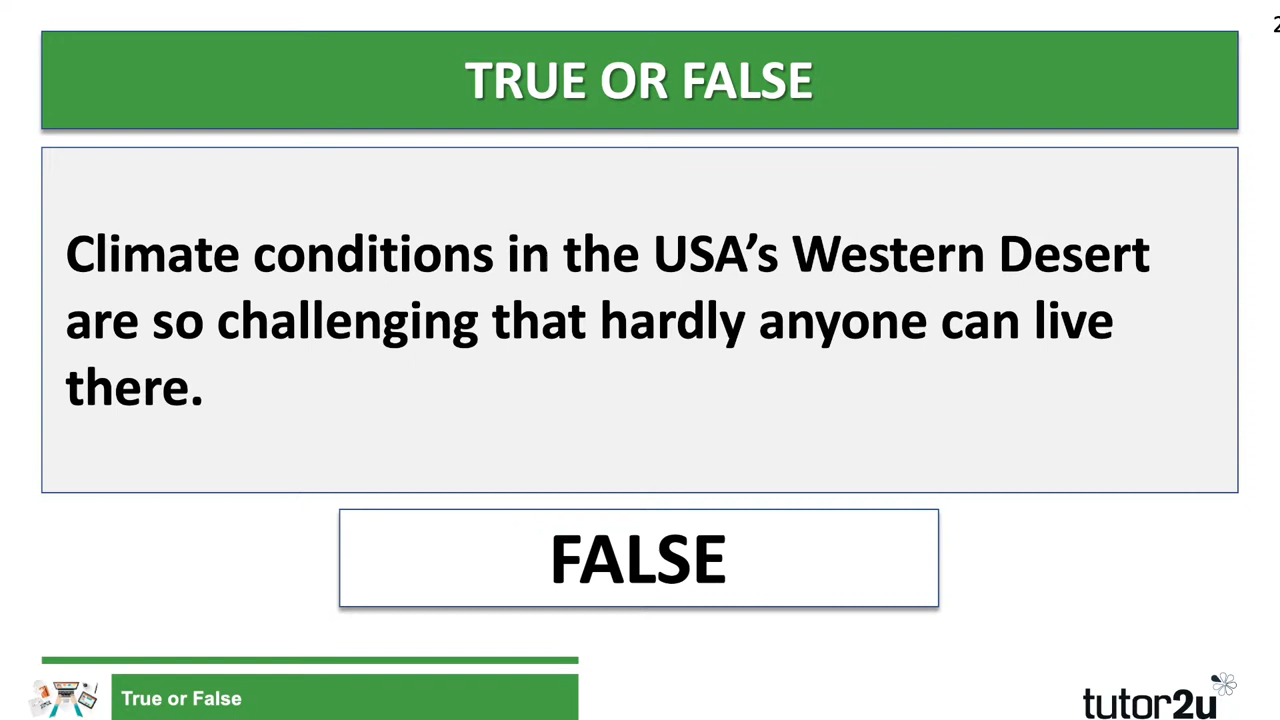 2
TRUE OR FALSE
Climate conditions in the USA’s Western Desert
are so challenging that hardly anyone can live
there.
FALSE
True or False
tutor2u